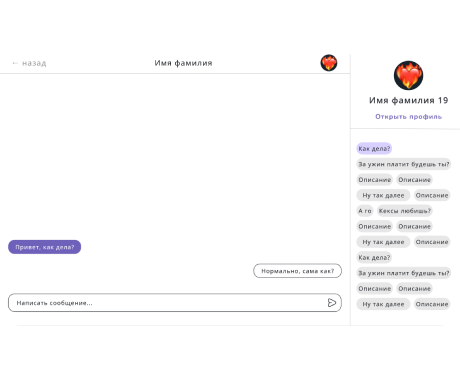 ← назад
Имя фамилия
Привет, как дела?
Нормально, сама как?
Написать сообщение...
Имя фамилия 19
Открыть профиль
Как дела?
За ужин платит будешь ты?
Описание Описание
Ну так далее Описание
А го Кексы любишь?
Описание Описание
Ну так далее Описание
Как дела?
За ужин платит будешь ты?
Описание Описание
Ну так далее Описание